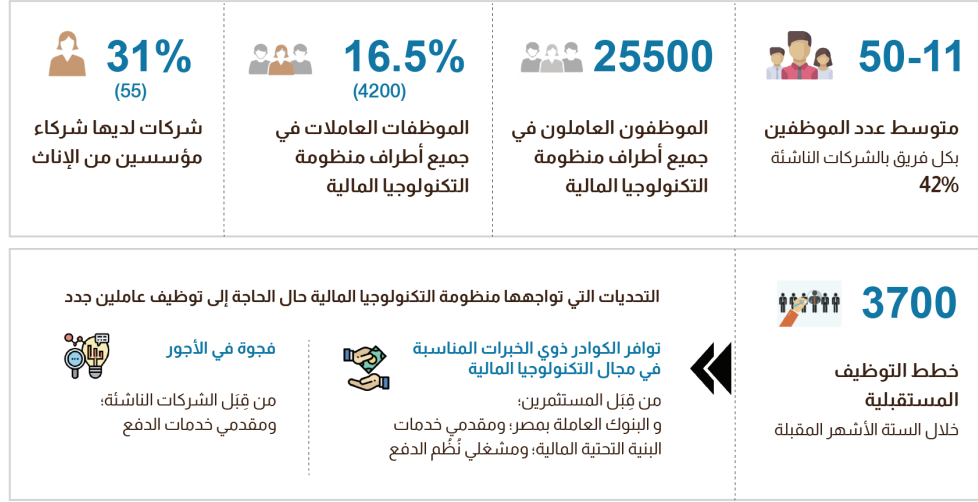 50-11
متوسط عدد الموظفين
بكل فريق بالشركات الناشئة
42%
25500
الموظفون العاملون في
جميع أطراف منظومة
التكنولوجيا المالية
16.5%
(4200)
الموظفات العاملات في
جميع أطراف منظومة
التكنولوجيا المالية
31%
(55)
شركات لديها شركاء
مؤسسين من الإناث
3700
خطط التوظيف
المستقبلية
خلال الستة الأشهر المقبلة
التحديات التي تواجهها منظومة التكنولوجيا المالية حال الحاجة إلى توظيف عاملين جدد
توافر الكوادر ذوي الخبرات المناسبة
في مجال التكنولوجيا المالية
من قِبَل المستثمرين؛
و البنوك العاملة بمصر؛ ومقدمي خدمات
البنية التحتية المالية؛ ومشغلي نُظُم الدفع
فجوة في الأجور
من قِبَل الشركات الناشئة؛
ومقدمي خدمات الدفع